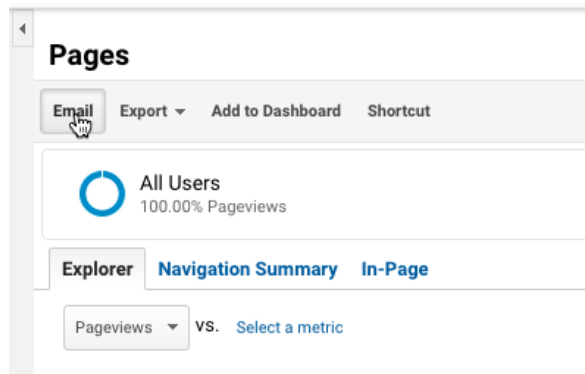 Pages
Email Export Add to Dashboard Shortcut
All Users
100.00% Pageviews
Explorer Navigation Summary In-Page
Pageviews VS. Select a metric